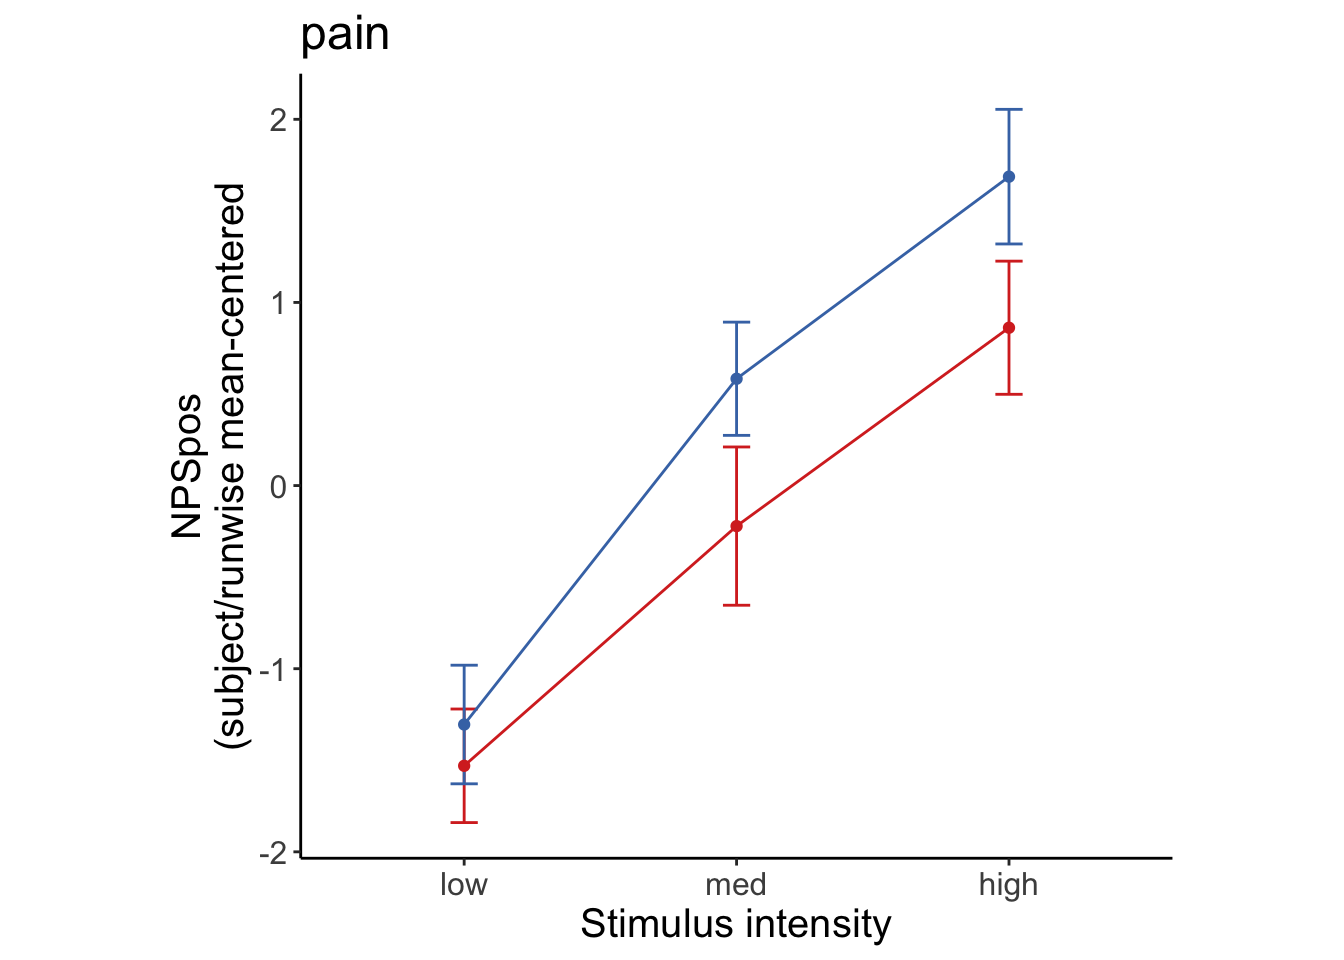 pain
NPSpos
(subject/runwise mean-centered
2
1
0
-1
-2
low med high
Stimulus intensity